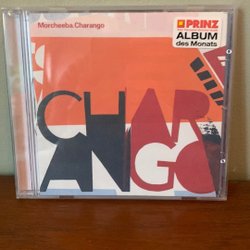 Morcheeba:Charango
PRINZ
ALBUM
des Monats
CHAR
ANGO